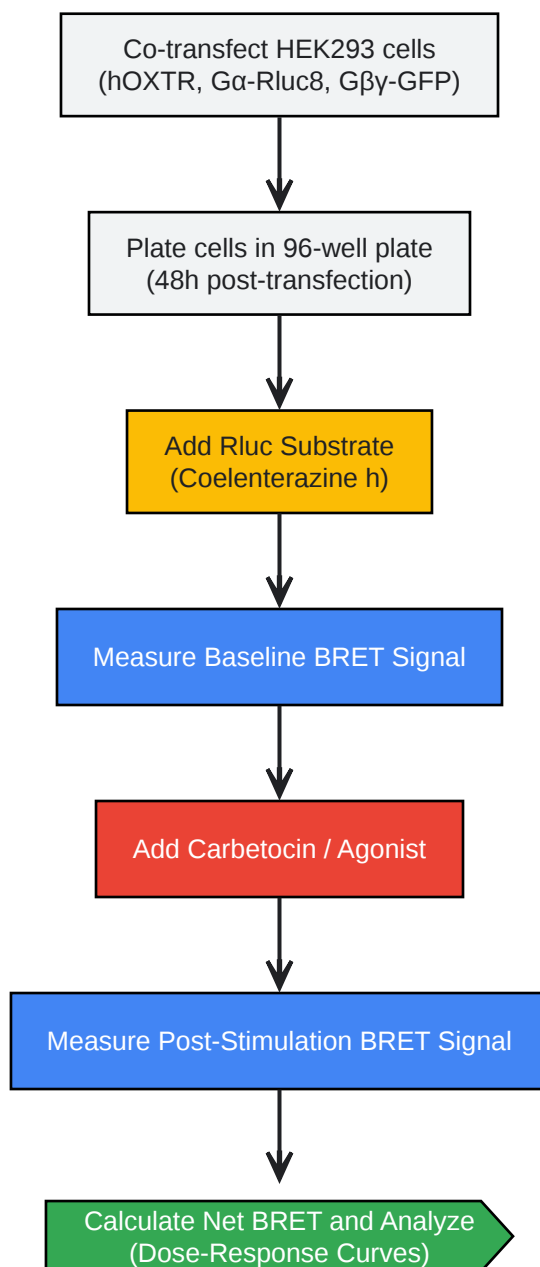 Co-transfect HEK293 cells
(hOXTR, Gα-Rluc8, Gβγ-GFP)
Plate cells in 96-well plate
(48h post-transfection)
Add Rluc Substrate
(Coelenterazine h)
Measure Baseline BRET Signal
Add Carbetocin / Agonist
Measure Post-Stimulation BRET Signal
Calculate Net BRET and Analyze
(Dose-Response Curves)